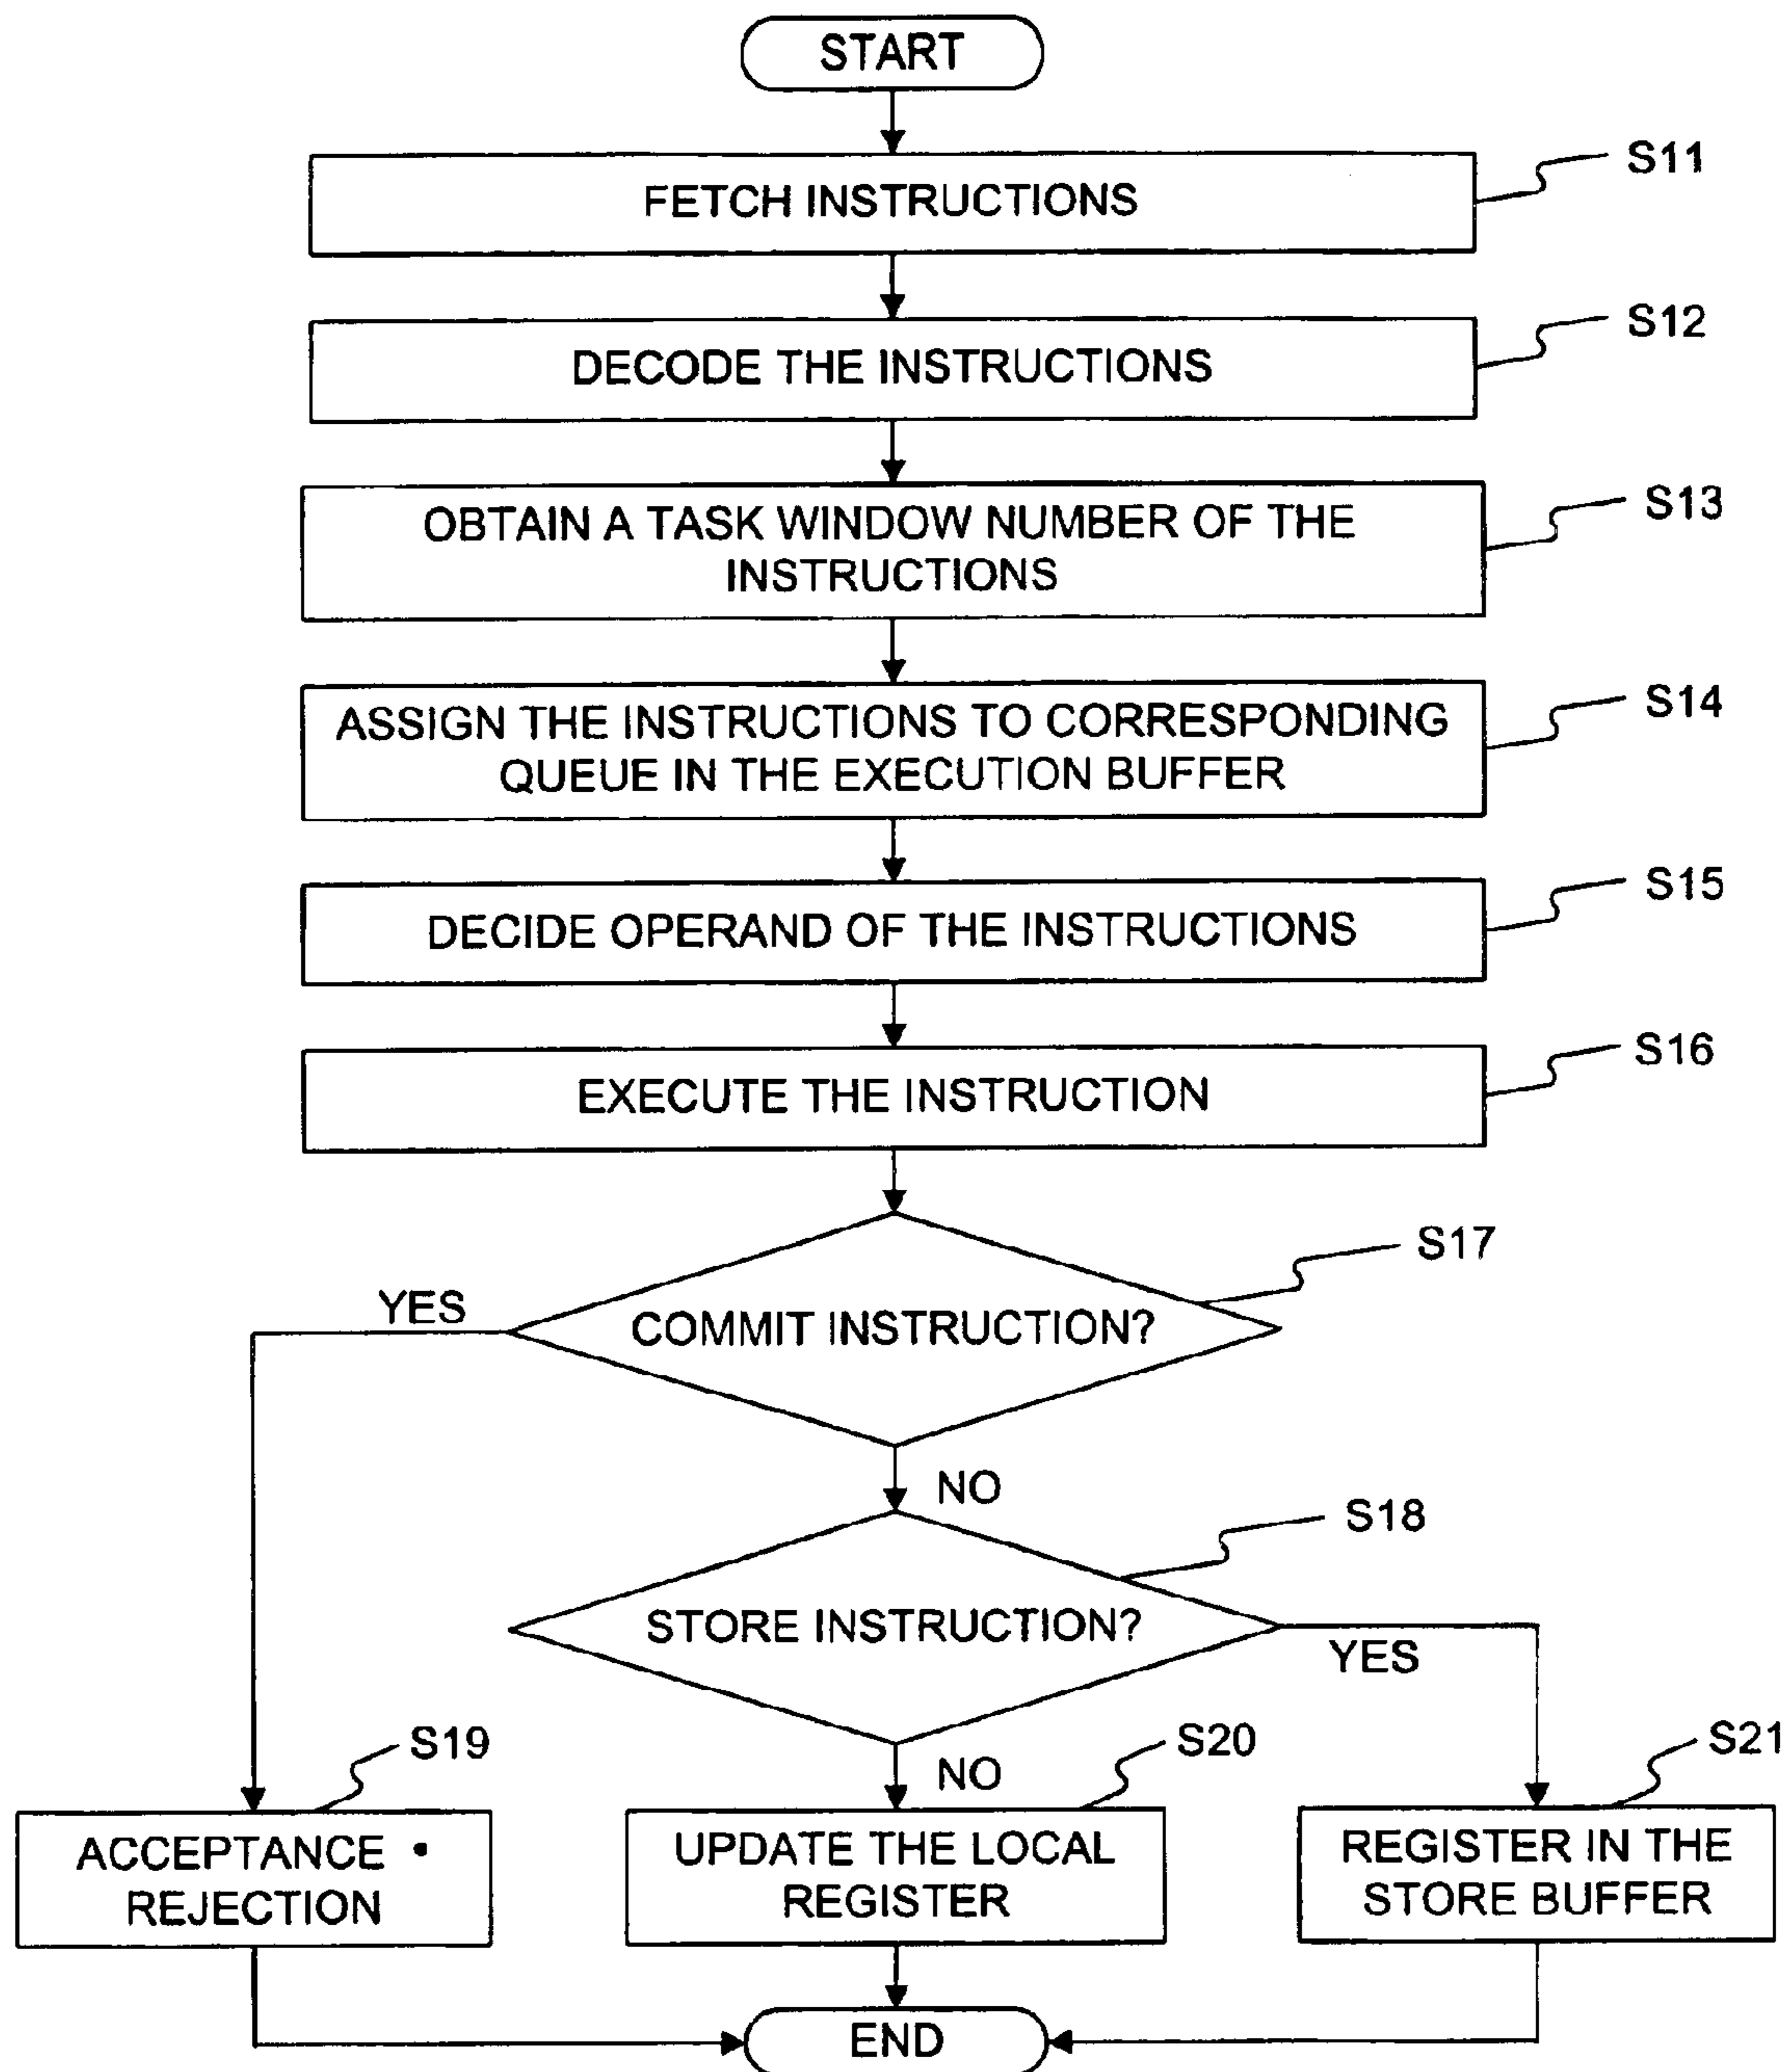 START
FETCH INSTRUCTIONS
S11
DECODE THE INSTRUCTIONS
S12
OBTAIN A TASK WINDOW NUMBER OF THE
INSTRUCTIONS
S13
ASSIGN THE INSTRUCTIONS TO CORRESPONDING
QUEUE IN THE EXECUTION BUFFER
S14
DECIDE OPERAND OF THE INSTRUCTIONS
S15
EXECUTE THE INSTRUCTION
S16
COMMIT INSTRUCTION?
S17
YES
NO
STORE INSTRUCTION?
S18
YES
NO
S19
ACCEPTANCE •
REJECTION
S20
UPDATE THE LOCAL
REGISTER
S21
REGISTER IN THE
STORE BUFFER
END